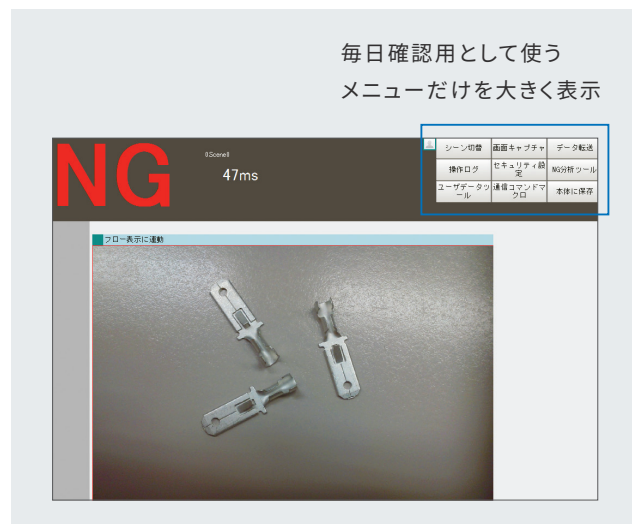 毎日確認用として使う
メニューだけを大きく表示
NG
0.Scene0
47ms
シーン切替 画面キャプチャ データ転送
操作ログ セキュリティ設定 NG分析ツール
ユーザデータツール 通信コマンドマクロ 本体に保存
フロー表示に連動